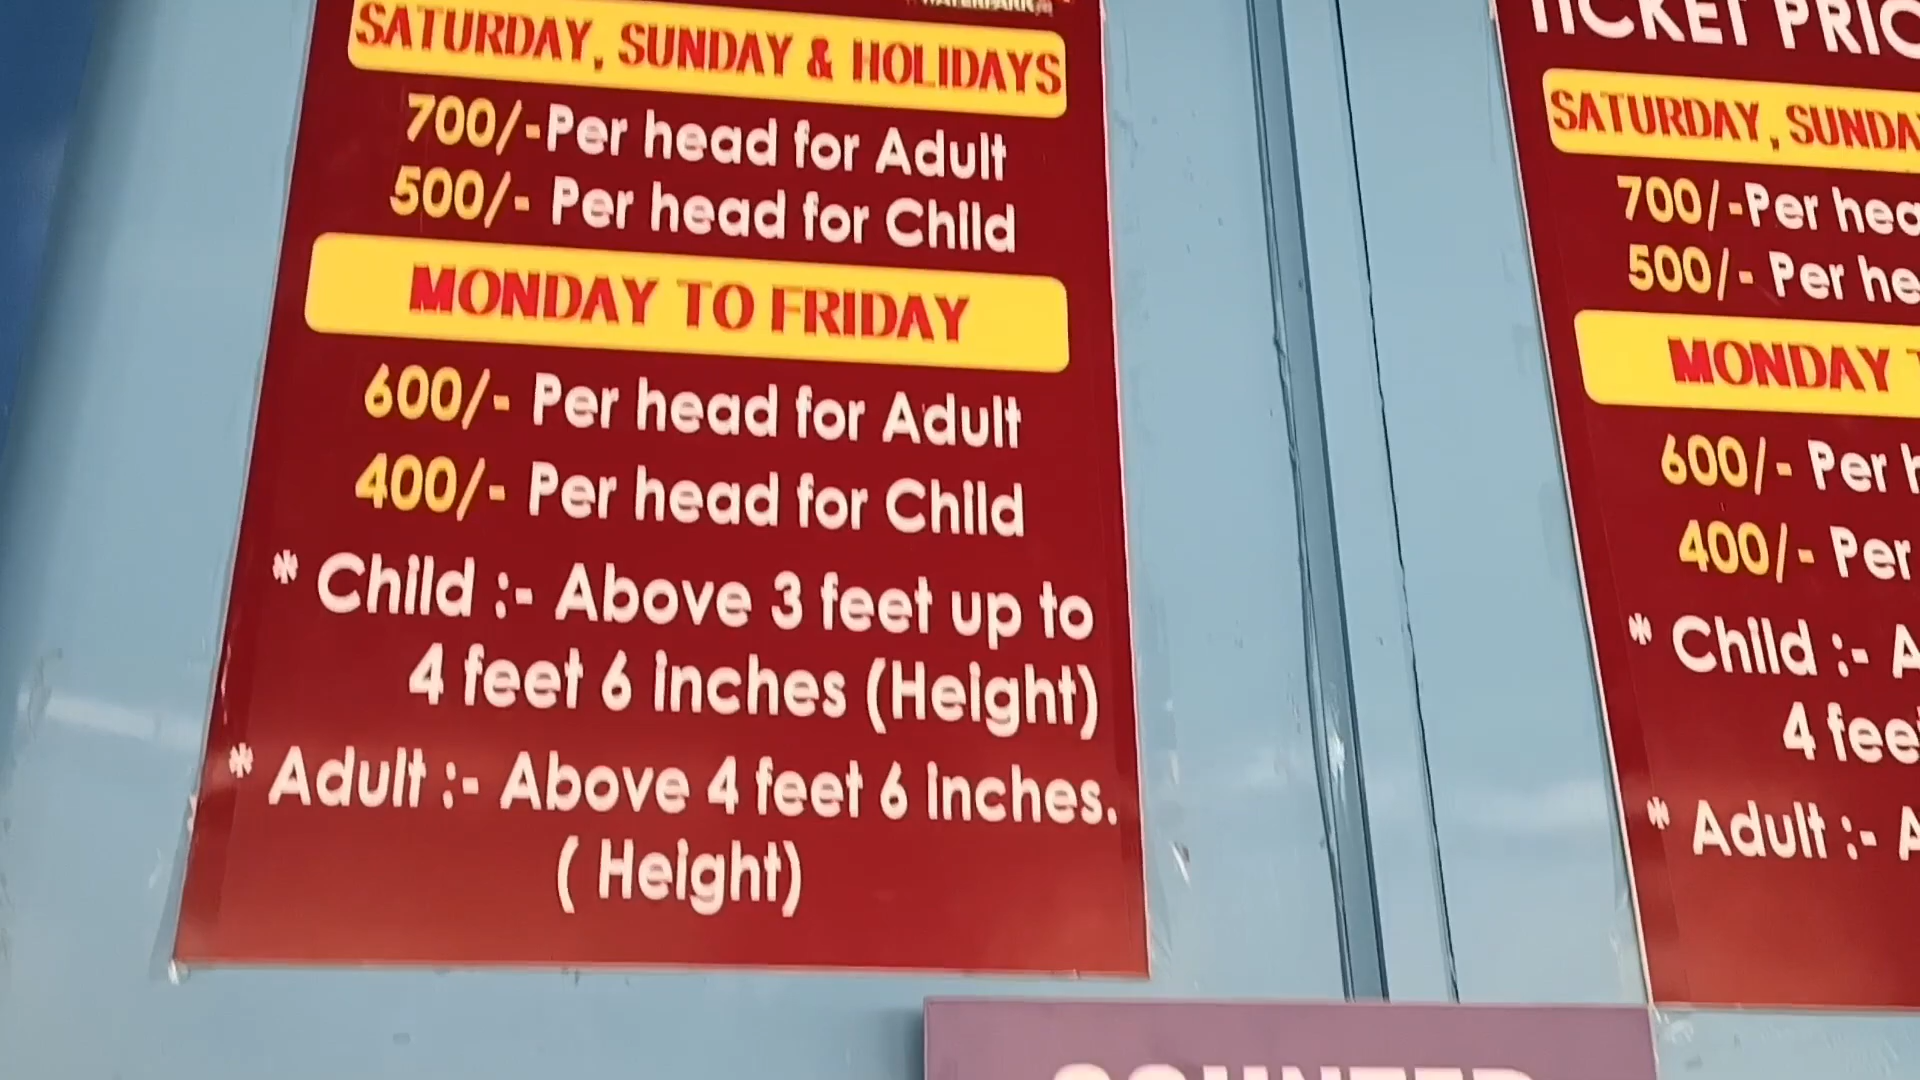 WATERPARK
SATURDAY, SUNDAY & HOLIDAYS
700/-Per head for Adult
500/- Per head for Child
MONDAY TO FRIDAY
600/- Per head for Adult
400/- Per head for Child
* Child :- Above 3 feet up to
4 feet 6 inches (Height)
* Adult :- Above 4 feet 6 inches.
( Height)
TICKET PRIC
SATURDAY, SUNDA
700/-Per hea
500/- Per he
MONDAY T
600/- Per h
400/- Per
* Child :- A
4 fee
* Adult :- A
COUNTER